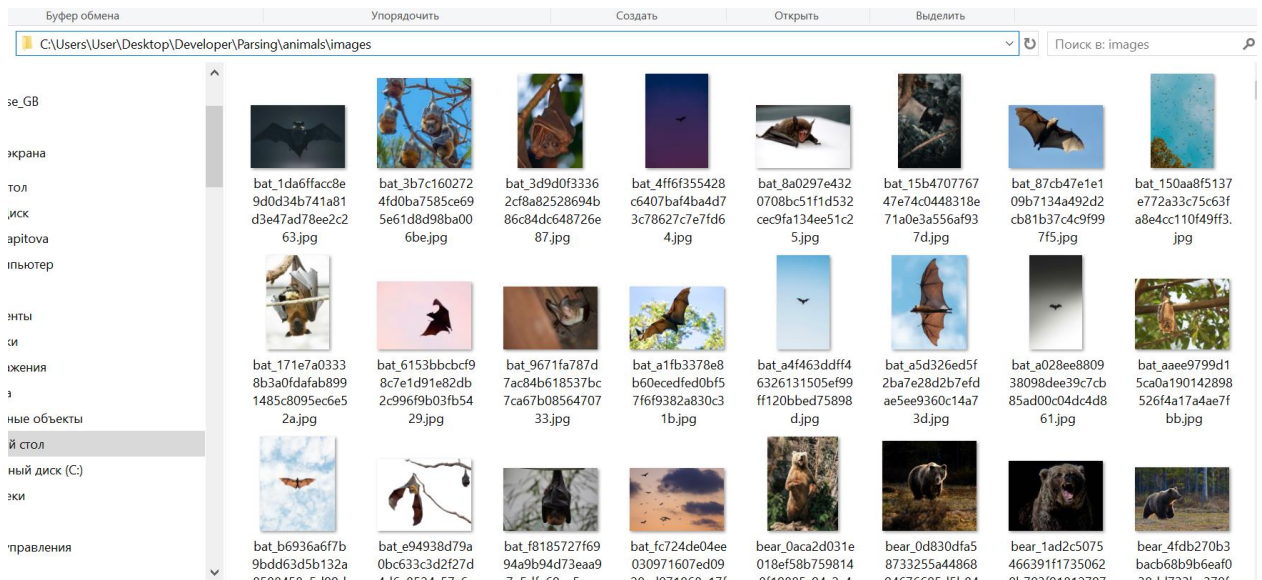 Буфер обмена
Упорядочить
Создать
Открыть
Выделить
C:\Users\User\Desktop\Developer\Parsing\animals\images
Поиск в: images
se_GB
экрана
тол
иск
apitova
мпьютер
енты
ки
ажения
а
ные объекты
й стол
ный диск (C:)
еки
управления
bat_1da6ffacc8e
9d0d34b741a81
d3e47ad78ee2c2
63.jpg
bat_3b7c160272
4fd0ba7585ce69
5e61d8d98ba00
6be.jpg
bat_3d9d0f3336
2cf8a82528694b
86c84dc648726e
87.jpg
bat_4ff6f355428
c6407baf4ba4d7
3c78627c7e7fd6
4.jpg
bat_8a0297e432
0708bc51f1d532
cec9fa134ee51c2
5.jpg
bat_15b4707767
47e74c0448318e
71a0e3a556af93
7d.jpg
bat_87cb47e1e1
09b7134a492d2
cb81b37c4c9f99
7f5.jpg
bat_150aa8f5137
e772a33c75c63f
a8e4cc110f49ff3.
jpg
bat_171e7a0333
8b3a0fdafab899
1485c8095ec6e5
2a.jpg
bat_6153bbcbcf9
8c7e1d91e82db
2c996f9b03fb54
29.jpg
bat_9671fa787d
7ac84b618537bc
7ca67b08564707
33.jpg
bat_a1fb3378e8
b60ecedfed0bf5
7f6f9382a830c3
1b.jpg
bat_a4f463ddff4
6326131505ef99
ff120bbed75898
d.jpg
bat_a5d326ed5f
2ba7e28d2b7efd
ae5ee9360c14a7
3d.jpg
bat_a028ee8809
38098dee39c7cb
85ad00c04dc4d8
61.jpg
bat_aaee9799d1
5ca0a190142898
526f4a17a4ae7f
bb.jpg
bat_b6936a6f7b
9bdd63d5b132a
bat_e94938d79a
0bc633c3d2f27d
bat_f8185727f69
94a9b94d73eaa9
bat_fc724de04ee
030971607ed09
bear_0aca2d031e
018ef58b759814
bear_0d830dfa5
8733255a44868
bear_1ad2c5075
466391f1735062
bear_4fdb270b3
bacb68b9b6eaf0